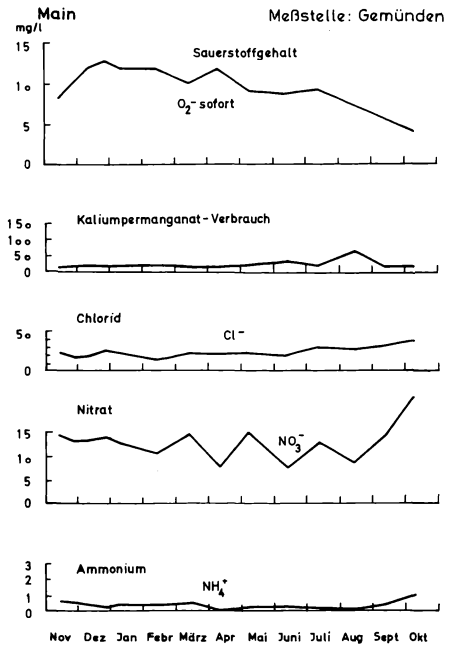 Main Meßstelle: Gemünden
mg/l
15
Sauerstoffgehalt
1o
O2- sofort
5
0
Kaliumpermanganat-Verbrauch
15o
1oo
5o
0
Chlorid
5o
Cl-
0
Nitrat
15
NO3-
1o
5
0
Ammonium
3
2
NH4+
1
0
Nov Dez Jan Febr März Apr Mai Juni Juli Aug Sept Okt